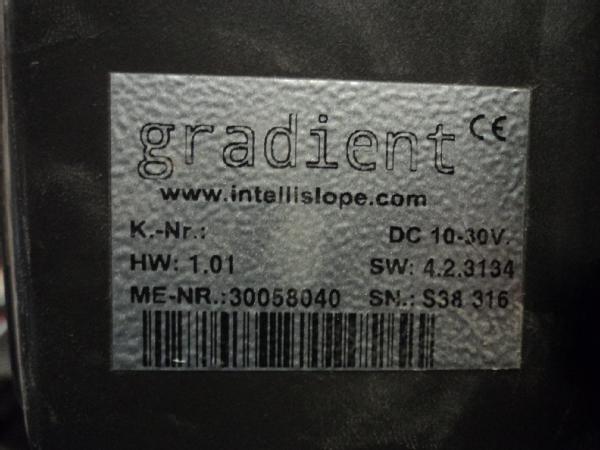 gradient CE
www.intellislope.com
K.-Nr.: DC 10-30V.
HW: 1.01 SW: 4.2.3134
ME-NR.:30058040 SN.: S38 316